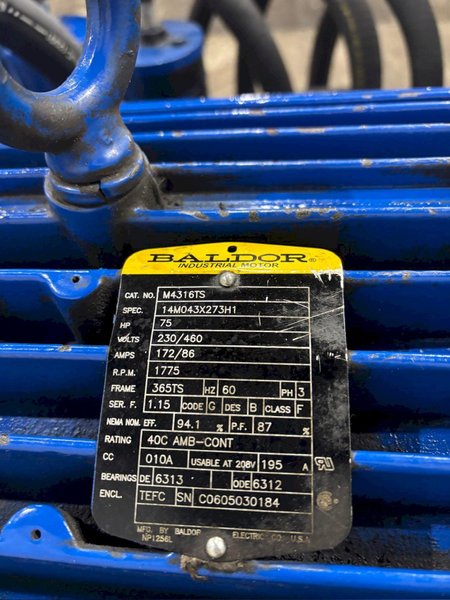 BALDOR®
INDUSTRIAL MOTOR
CAT. NO. M4316TS
SPEC. 14M043X273H1
HP 75
VOLTS 230/460
AMPS 172/86
R.P.M. 1775
FRAME 365TS HZ 60 PH 3
SER. F. 1.15 CODE G DES B CLASS F
NEMA NOM. EFF. 94.1 % P.F. 87 %
RATING 40C AMB-CONT
CC 010A USABLE AT 208V 195 A
BEARINGS DE 6313 ODE 6312
ENCL. TEFC SN C0605030184
MFG. BY BALDOR ELECTRIC CO. U.S.A.
NP1256L